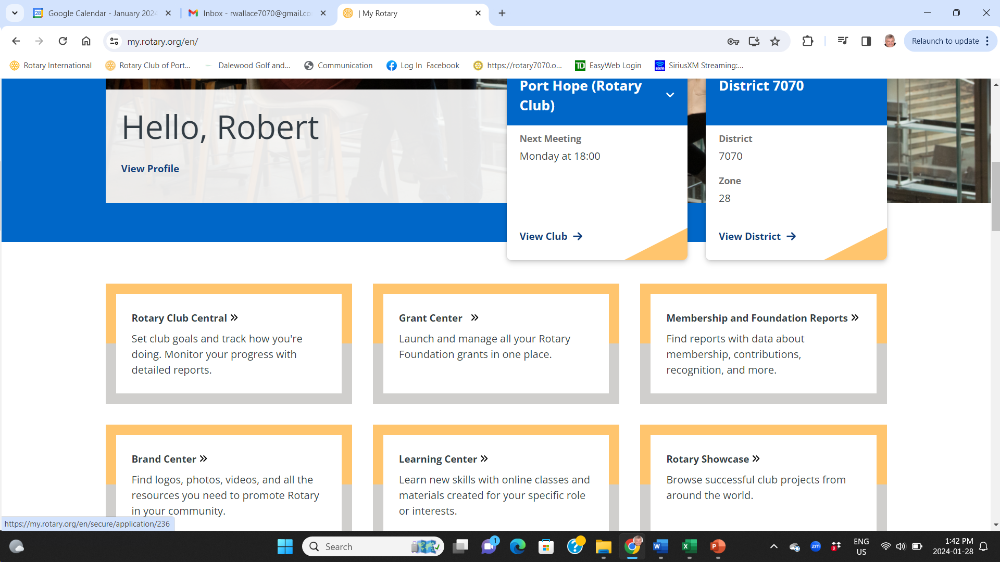 Google Calendar - January 202
Inbox - rwallace7070@gmail.co
| My Rotary
my.rotary.org/en/
Relaunch to update
Rotary International
Rotary Club of Port...
Dalewood Golf and...
Communication
Log In Facebook
https://rotary7070.o...
EasyWeb Login
SiriusXM Streaming:...
Port Hope (Rotary
Club)
District 7070
Hello, Robert
View Profile
Next Meeting
Monday at 18:00
View Club
District
7070
Zone
28
View District
Rotary Club Central
Set club goals and track how you're
doing. Monitor your progress with
detailed reports.
Grant Center
Launch and manage all your Rotary
Foundation grants in one place.
Membership and Foundation Reports
Find reports with data about
membership, contributions,
recognition, and more.
Brand Center
Find logos, photos, videos, and all the
resources you need to promote Rotary
in your community.
Learning Center
Learn new skills with online classes and
materials created for your specific role
or interests.
Rotary Showcase
Browse successful club projects from
around the world.
https://my.rotary.org/en/secure/application/236
Search
1
zm
3
ENG
US
1:42 PM
2024-01-28